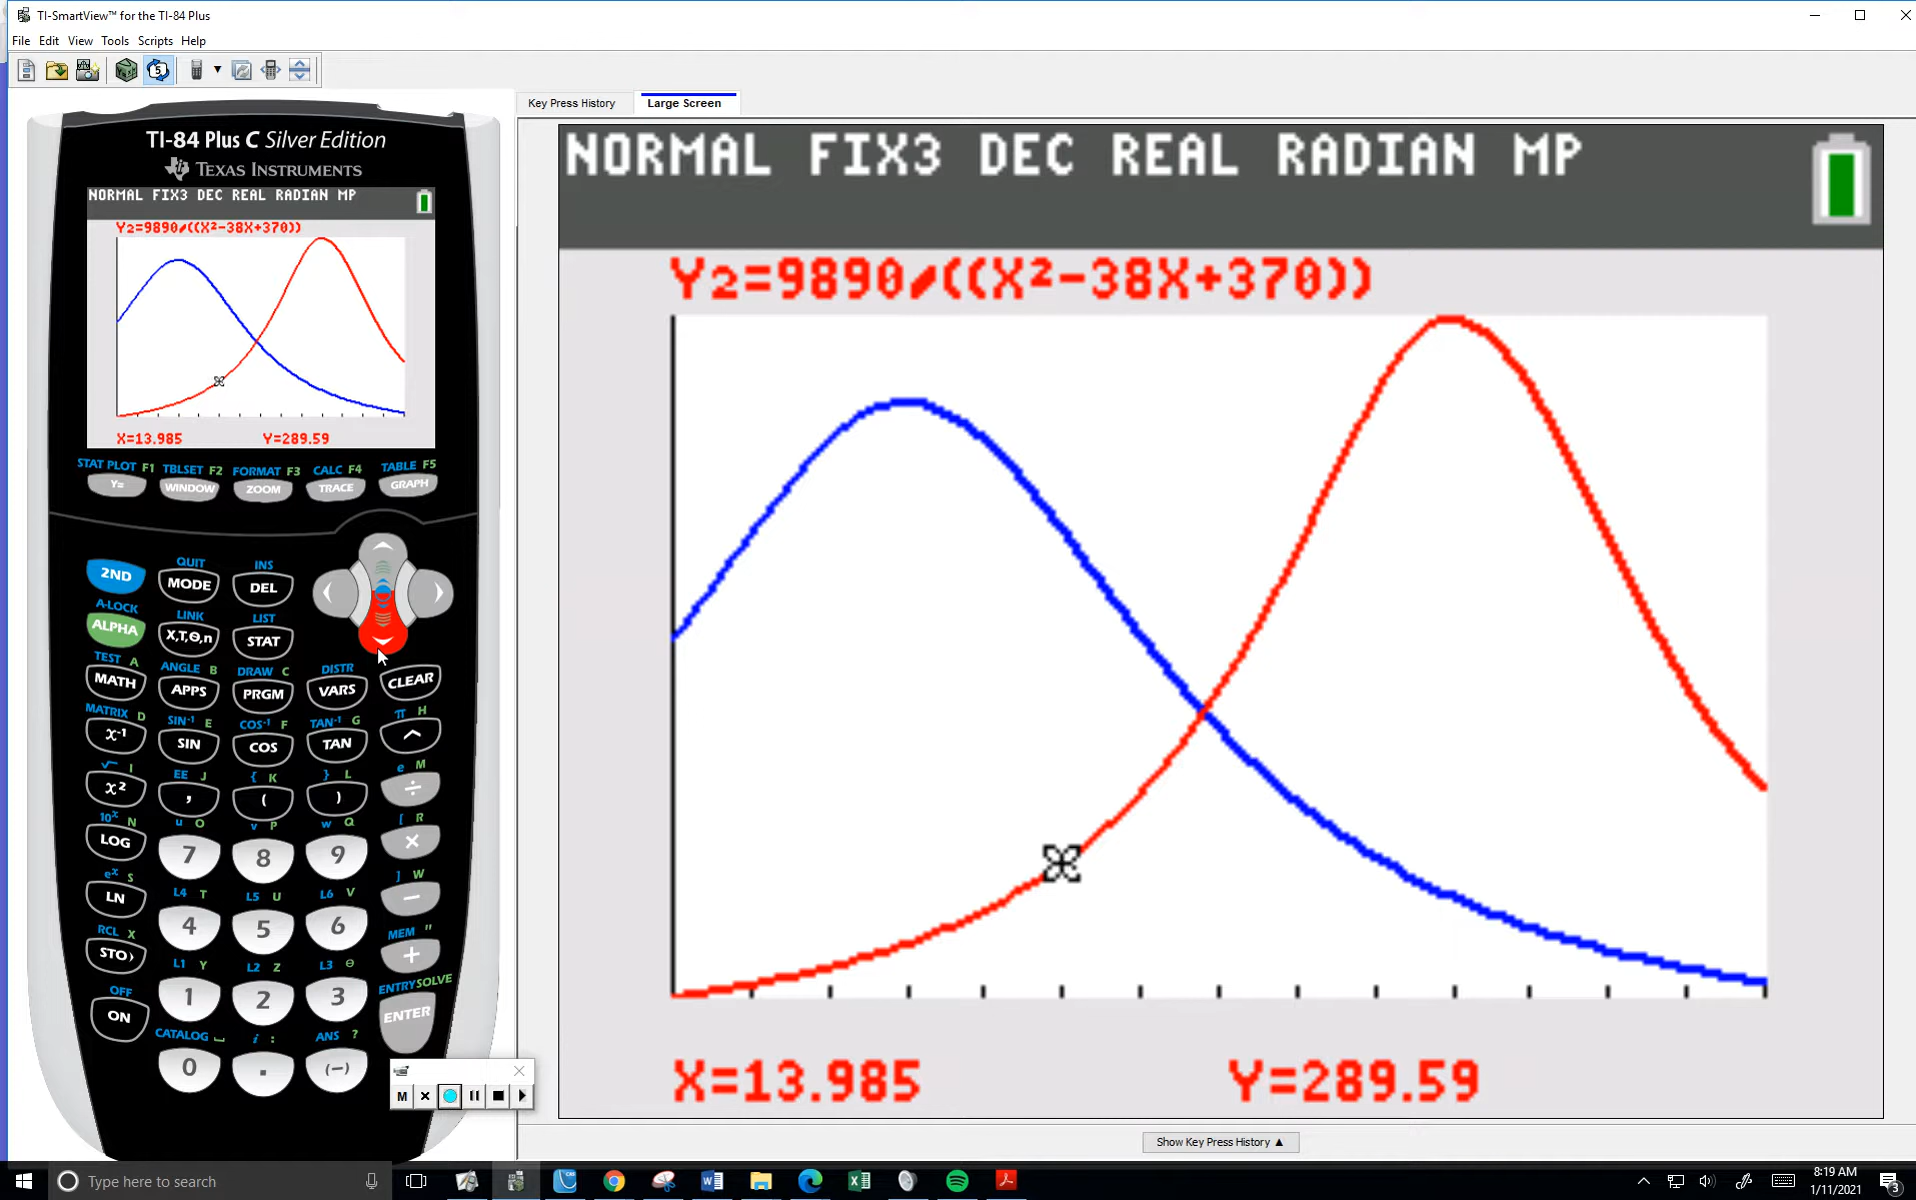 TI-SmartView™ for the TI-84 Plus
File Edit View Tools Scripts Help
Key Press History Large Screen
TI-84 Plus C Silver Edition
TEXAS INSTRUMENTS
NORMAL FIX3 DEC REAL RADIAN MP
Y2=9890/((X²-38X+370))
X=13.985 Y=289.59
STAT PLOT F1 TBLSET F2 FORMAT F3 CALC F4 TABLE F5
Y= WINDOW ZOOM TRACE GRAPH
QUIT INS
2ND MODE DEL
A-LOCK LINK LIST
ALPHA X,T,Θ,n STAT
TEST A ANGLE B DRAW C DISTR
MATH APPS PRGM VARS CLEAR
MATRIX D SIN⁻¹ E COS⁻¹ F TAN⁻¹ G π H
x⁻¹ SIN COS TAN ^
√ I EE J { K } L e M
x² , ( ) ÷
10ˣ N u O v P w Q [ R
LOG 7 8 9 ×
eˣ S L4 T L5 U L6 V ] W
LN 4 5 6 −
RCL X L1 Y L2 Z L3 θ MEM "
STO› 1 2 3 +
OFF CATALOG i : ANS ? ENTRY SOLVE
ON 0 . (−) ENTER
M
NORMAL FIX3 DEC REAL RADIAN MP
Y2=9890/((X²-38X+370))
X=13.985 Y=289.59
Show Key Press History ▲
Type here to search
8:19 AM
1/11/2021
3